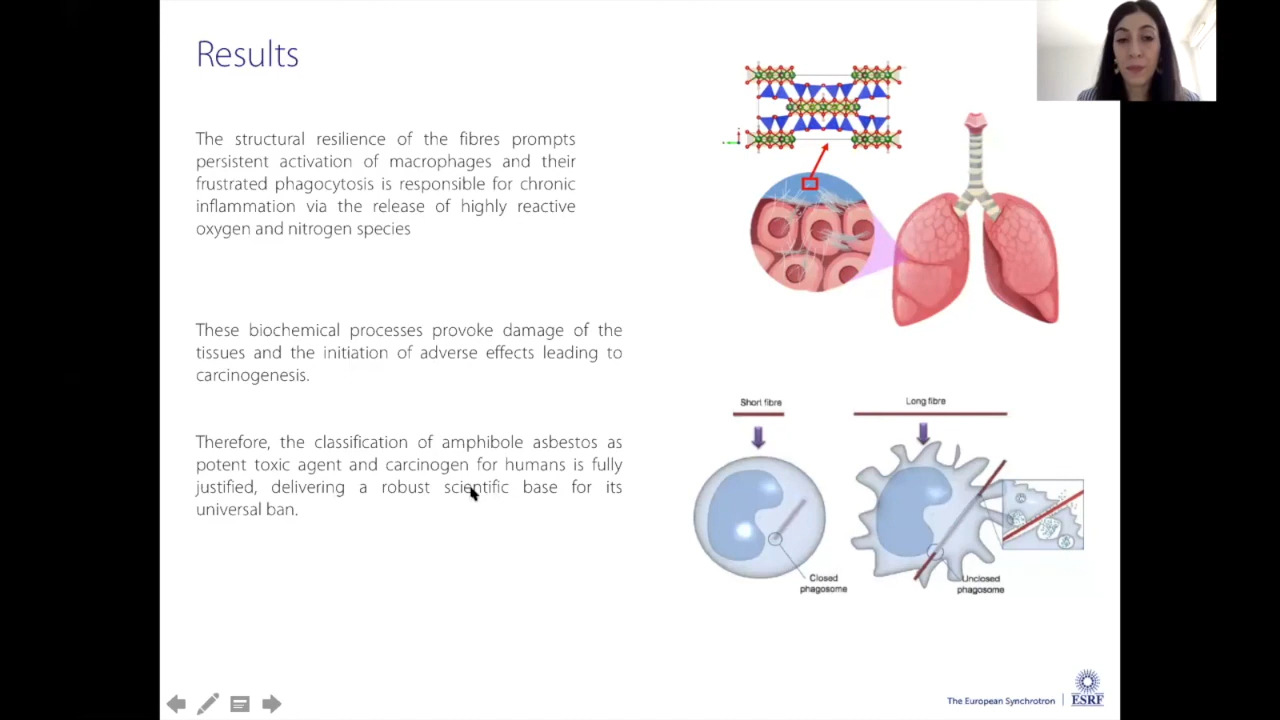 Results
The structural resilience of the fibres prompts
persistent activation of macrophages and their
frustrated phagocytosis is responsible for chronic
inflammation via the release of highly reactive
oxygen and nitrogen species
These biochemical processes provoke damage of the
tissues and the initiation of adverse effects leading to
carcinogenesis.
Therefore, the classification of amphibole asbestos as
potent toxic agent and carcinogen for humans is fully
justified, delivering a robust scientific base for its
universal ban.
Short fibre
Long fibre
Closed
phagosome
Unclosed
phagosome
The European Synchrotron
ESRF